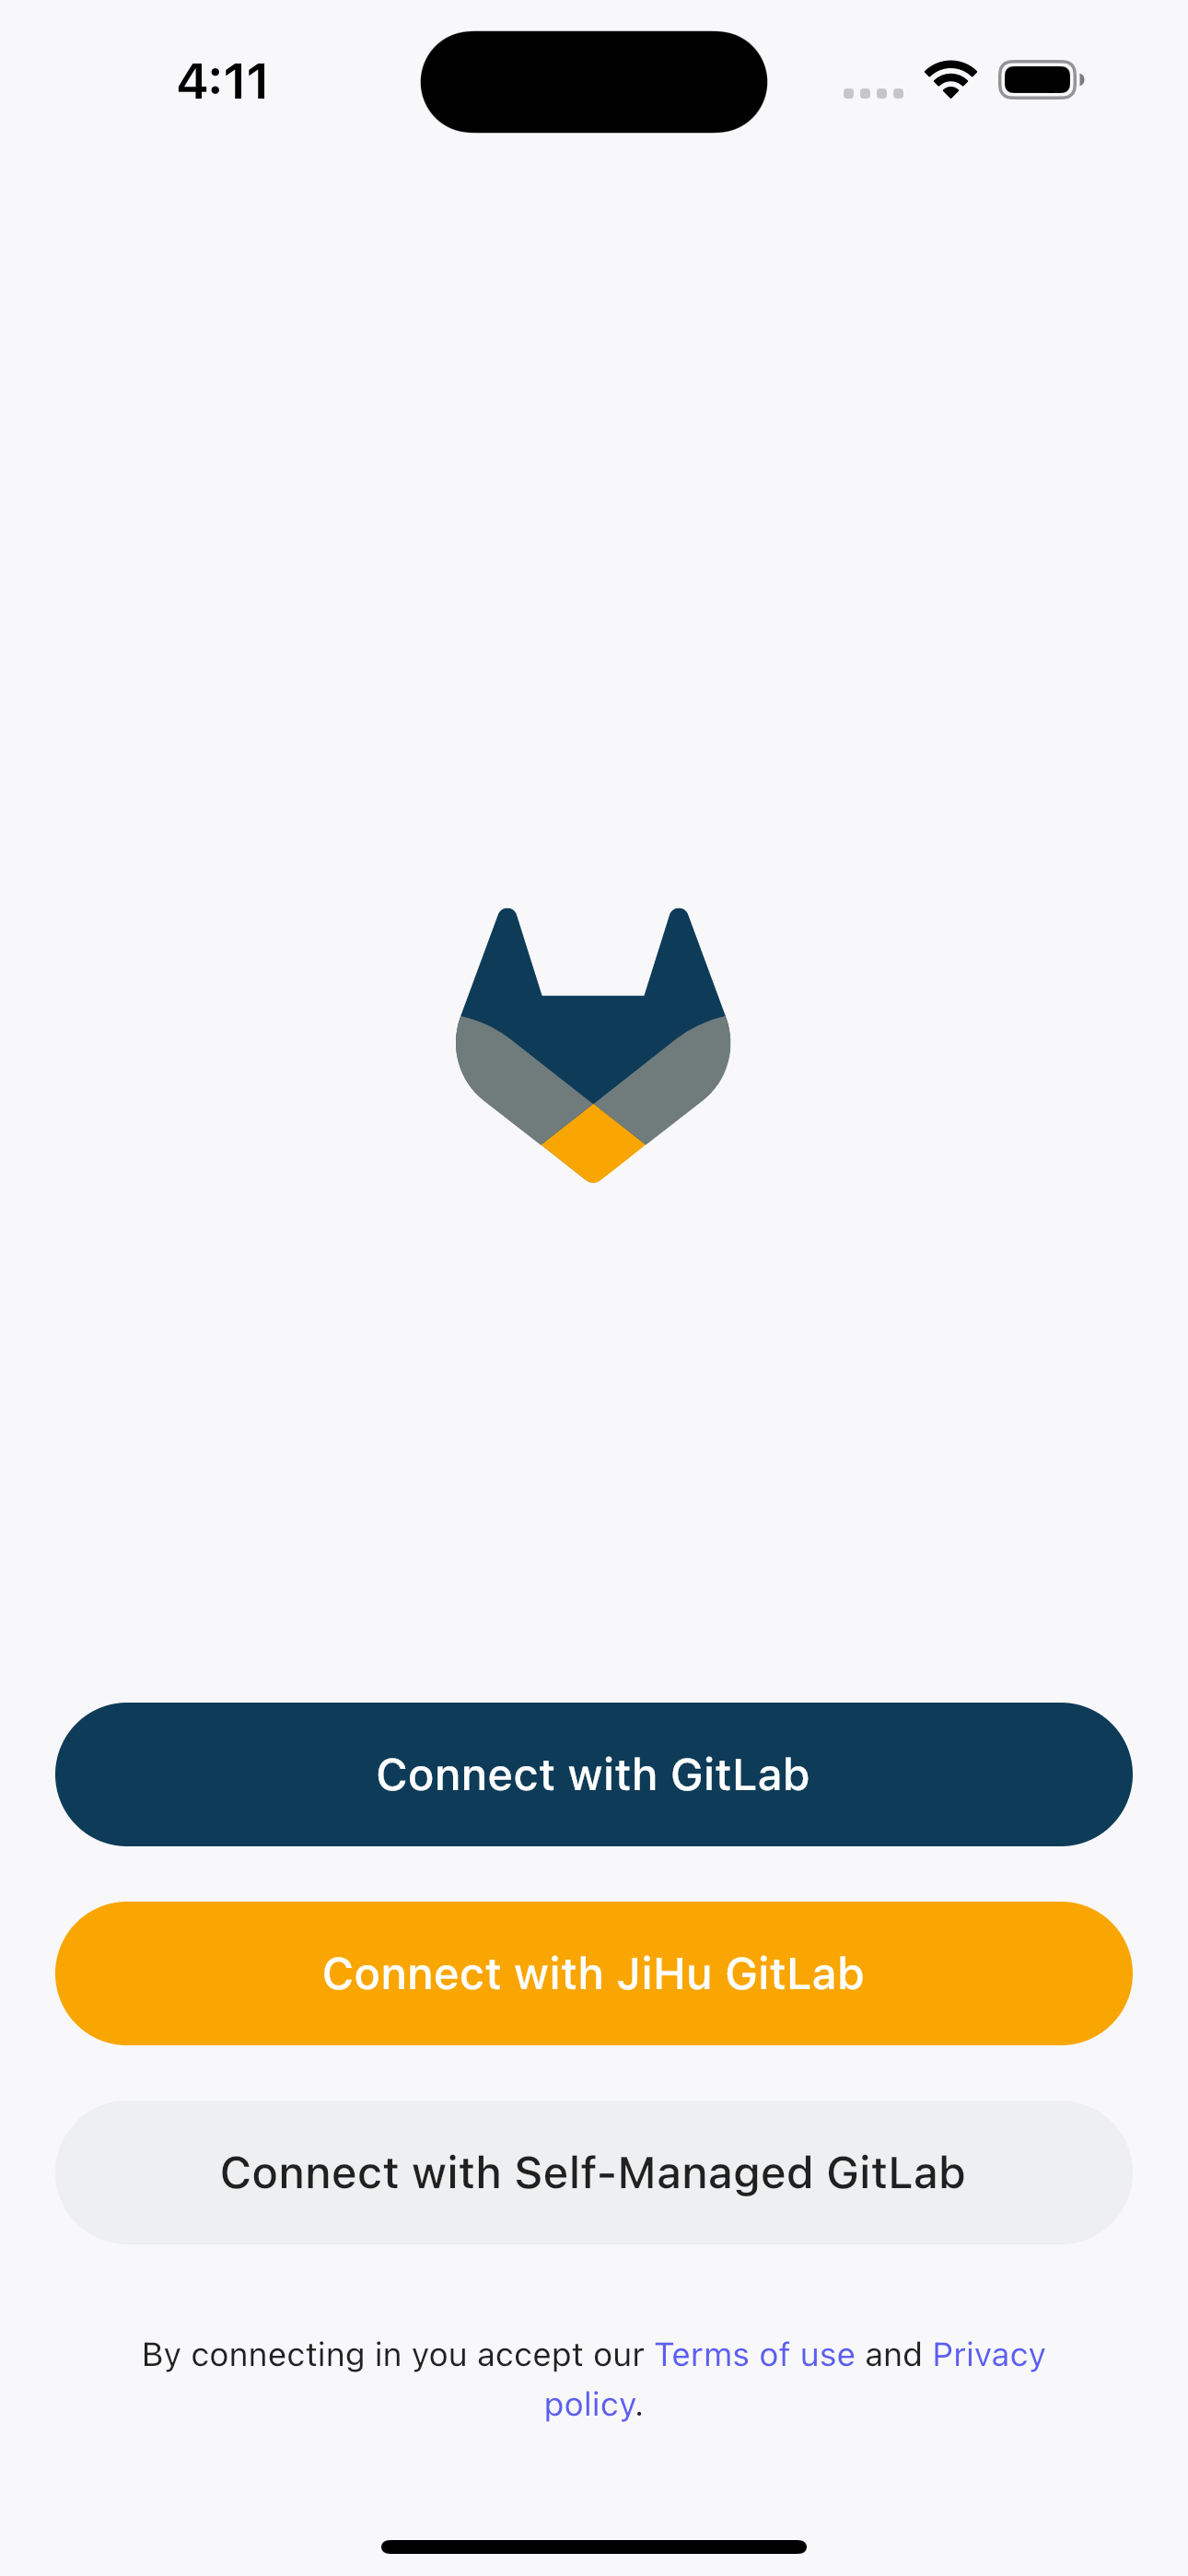 4:11
Connect with GitLab
Connect with JiHu GitLab
Connect with Self-Managed GitLab
By connecting in you accept our Terms of use and Privacy
policy.